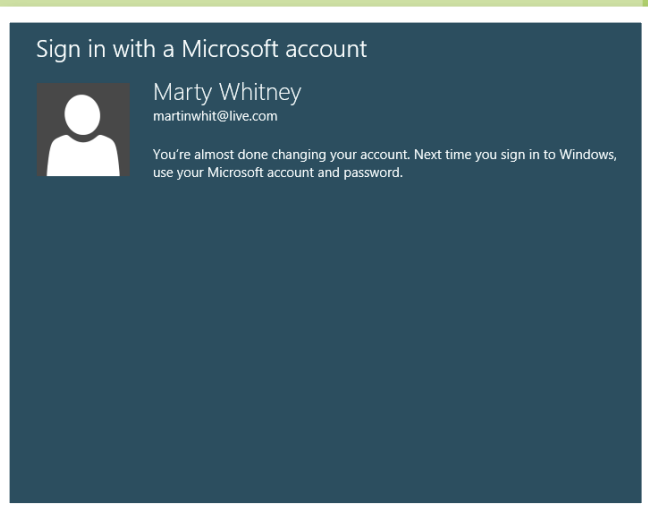 Sign in with a Microsoft account
Marty Whitney
martinwhit@live.com
You're almost done changing your account. Next time you sign in to Windows,
use your Microsoft account and password.